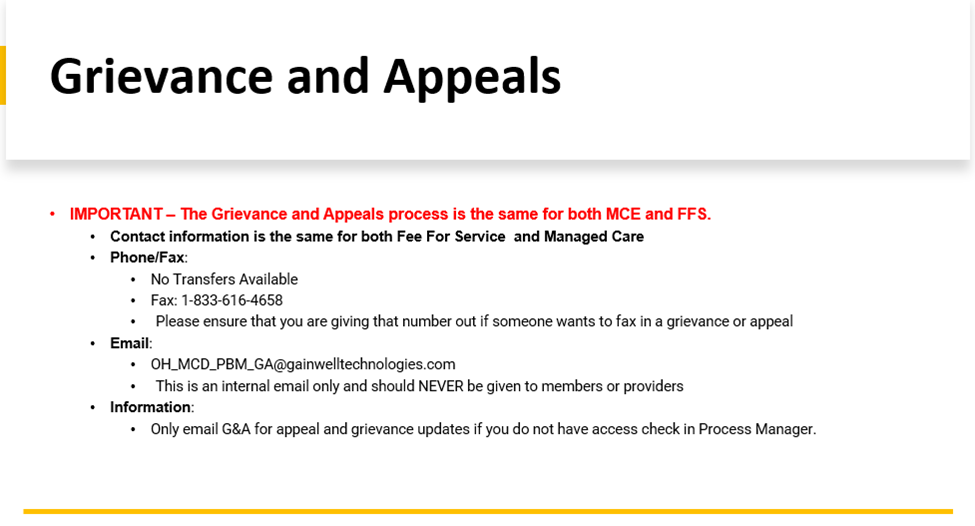 Grievance and Appeals
• IMPORTANT – The Grievance and Appeals process is the same for both MCE and FFS.
• Contact information is the same for both Fee For Service  and Managed Care
• Phone/Fax:
• No Transfers Available
• Fax: 1-833-616-4658
• Please ensure that you are giving that number out if someone wants to fax in a grievance or appeal
• Email:
• OH_MCD_PBM_GA@gainwelltechnologies.com
• This is an internal email only and should NEVER be given to members or providers
• Information:
• Only email G&A for appeal and grievance updates if you do not have access check in Process Manager.